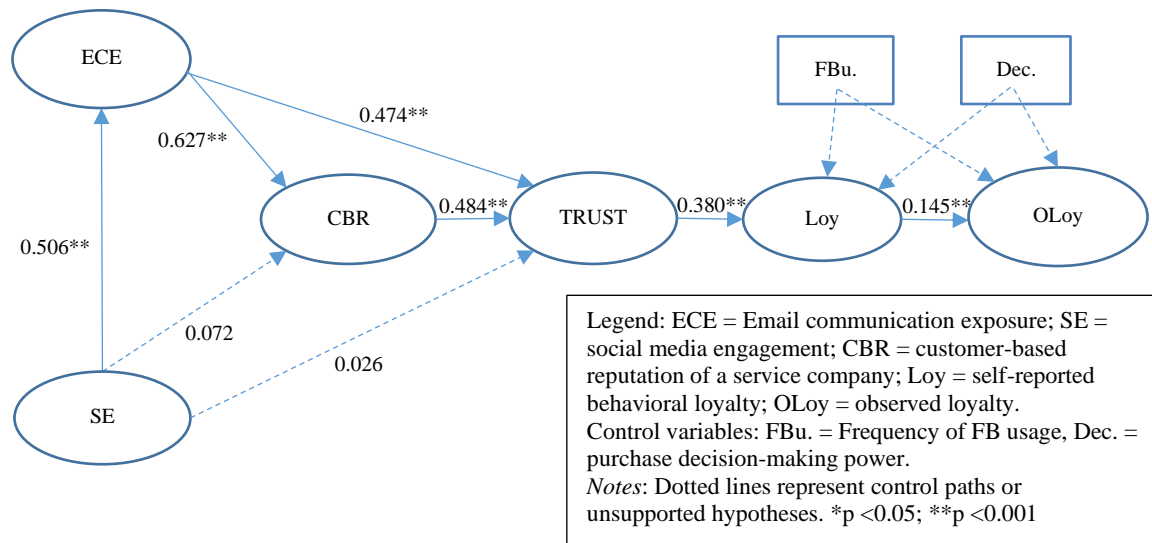 ECE
FBu.
Dec.
0.474**
0.627**
CBR
0.484**
TRUST
0.380**
Loy
0.145**
OLoy
0.506**
0.072
0.026
SE
Legend: ECE = Email communication exposure; SE =
social media engagement; CBR = customer-based
reputation of a service company; Loy = self-reported
behavioral loyalty; OLoy = observed loyalty.
Control variables: FBu. = Frequency of FB usage, Dec. =
purchase decision-making power.
Notes: Dotted lines represent control paths or
unsupported hypotheses. *p <0.05; **p <0.001